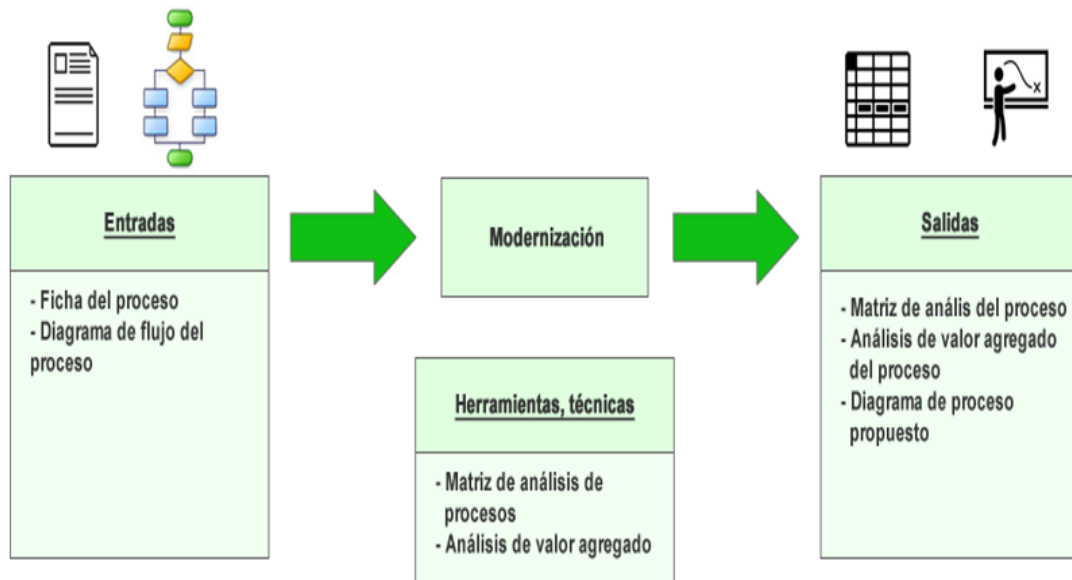 Entradas
- Ficha del proceso
- Diagrama de flujo del
proceso
Modernización
Herramientas, técnicas
- Matriz de análisis de
procesos
- Análisis de valor agregado
Salidas
- Matriz de anális del proceso
- Análisis de valor agregado
del proceso
- Diagrama de proceso
propuesto
x